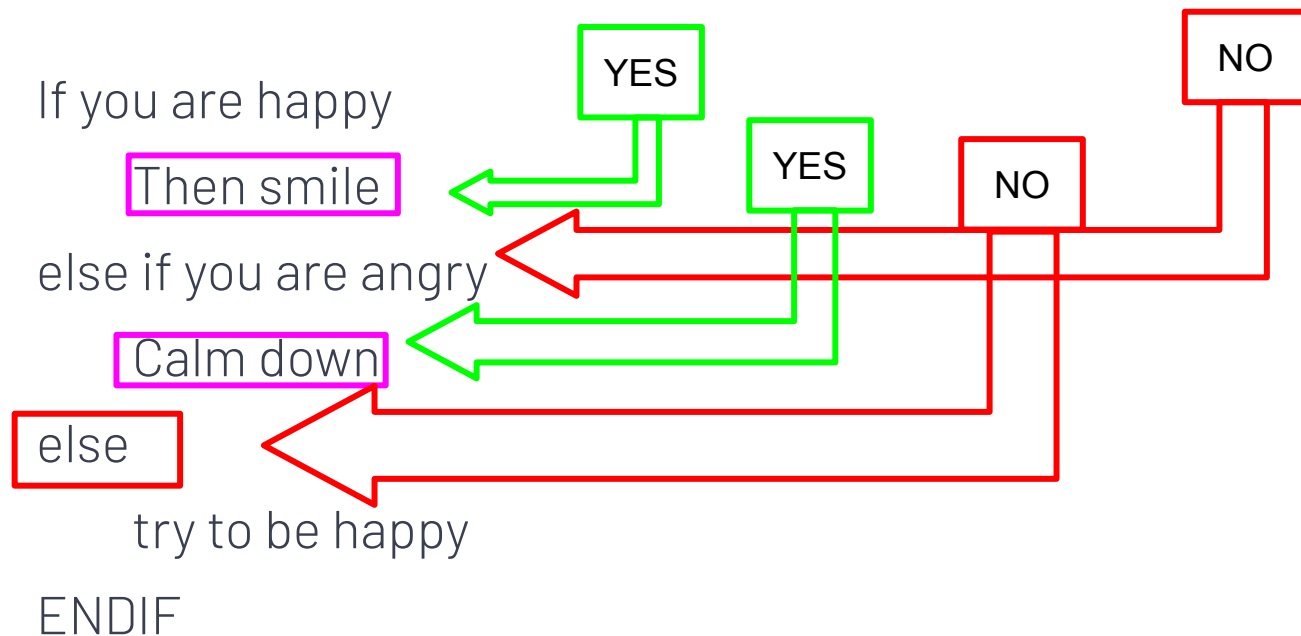 YES
NO
If you are happy
YES
Then smile
NO
else if you are angry
Calm down
else
try to be happy
ENDIF